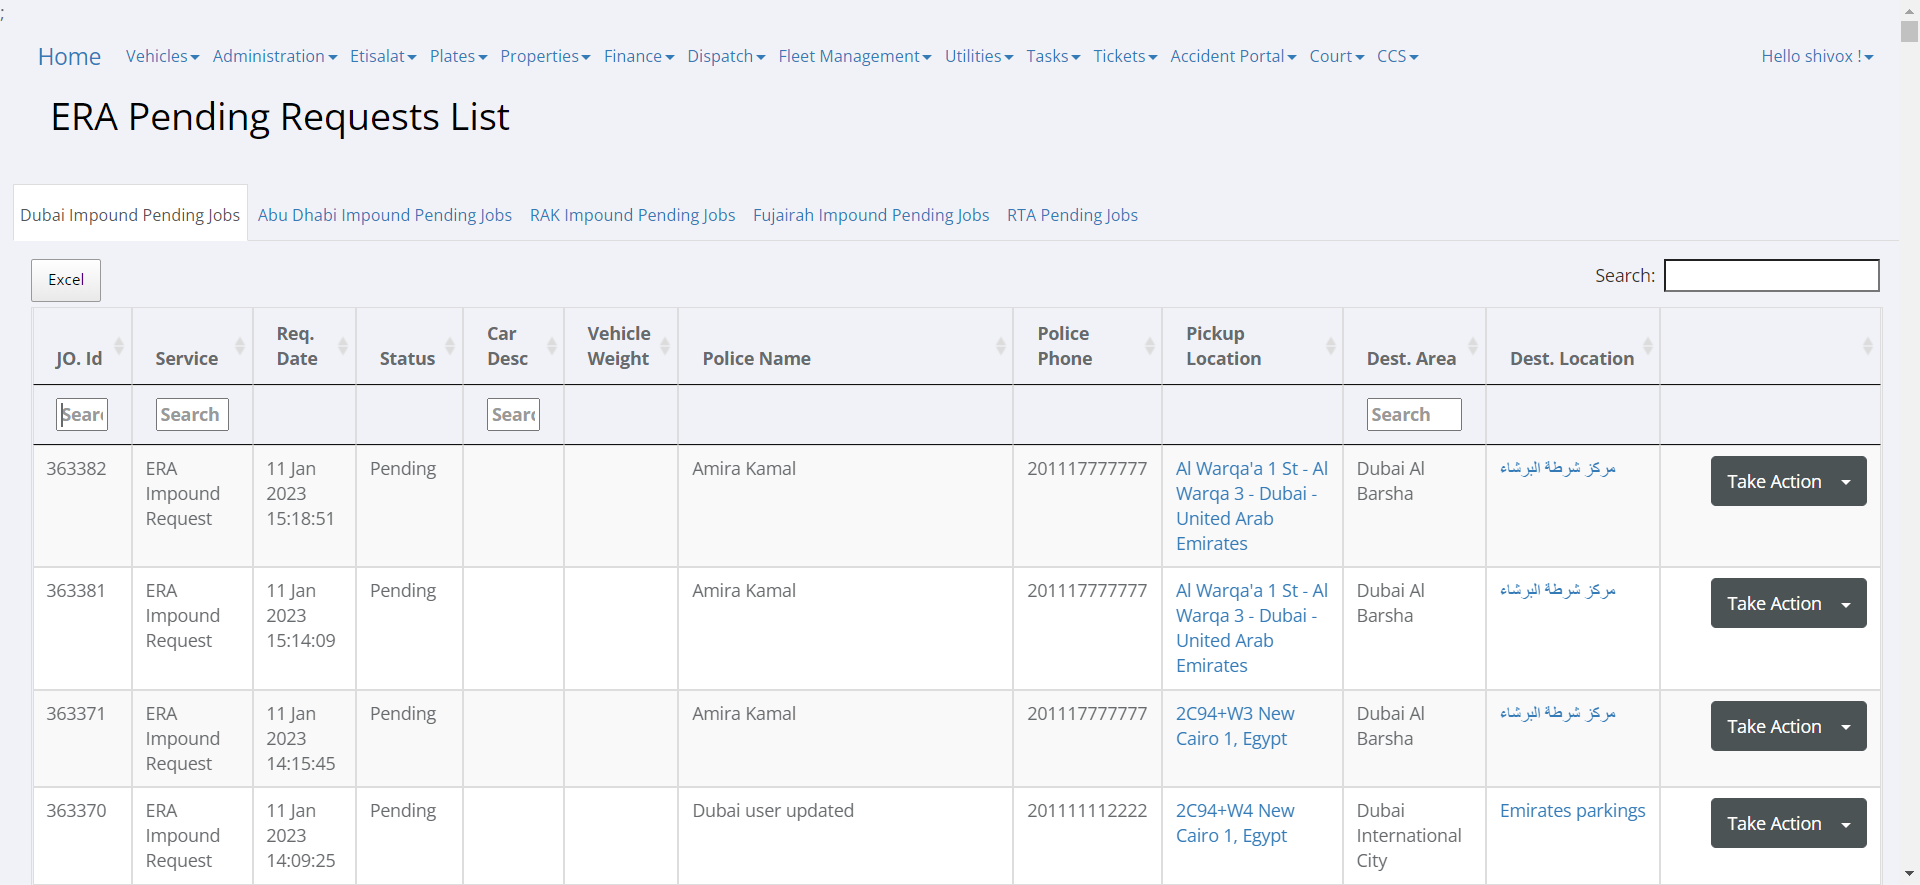 ;
Home Vehicles Administration Etisalat Plates Properties Finance Dispatch Fleet Management Utilities Tasks Tickets Accident Portal Court CCS Hello shivox !
ERA Pending Requests List
Dubai Impound Pending Jobs Abu Dhabi Impound Pending Jobs RAK Impound Pending Jobs Fujairah Impound Pending Jobs RTA Pending Jobs
Excel
Search:
JO. Id
Service
Req.
Date
Status
Car
Desc
Vehicle
Weight
Police Name
Police
Phone
Pickup
Location
Dest. Area
Dest. Location
Sear
Search
Sear
Search
363382
ERA
Impound
Request
11 Jan
2023
15:18:51
Pending
Amira Kamal
201117777777
Al Warqa'a 1 St - Al
Warqa 3 - Dubai -
United Arab
Emirates
Dubai Al
Barsha
مركز شرطة البرشاء
Take Action
363381
ERA
Impound
Request
11 Jan
2023
15:14:09
Pending
Amira Kamal
201117777777
Al Warqa'a 1 St - Al
Warqa 3 - Dubai -
United Arab
Emirates
Dubai Al
Barsha
مركز شرطة البرشاء
Take Action
363371
ERA
Impound
Request
11 Jan
2023
14:15:45
Pending
Amira Kamal
201117777777
2C94+W3 New
Cairo 1, Egypt
Dubai Al
Barsha
مركز شرطة البرشاء
Take Action
363370
ERA
Impound
Request
11 Jan
2023
14:09:25
Pending
Dubai user updated
201111112222
2C94+W4 New
Cairo 1, Egypt
Dubai
International
City
Emirates parkings
Take Action